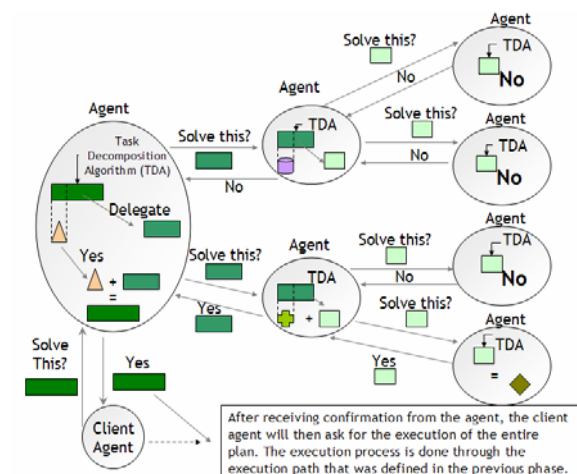 Agent
Solve this?
TDA
No
No
Agent
TDA
Solve this?
Agent
TDA
No
No
Agent
Task
Decomposition
Algorithm (TDA)
Solve this?
No
Delegate
Yes
+
=
Solve this?
Yes
Agent
TDA
+
Solve this?
No
Agent
TDA
No
Solve this?
Yes
Agent
TDA
=
Solve
This?
Yes
Client
Agent
After receiving confirmation from the agent, the client
agent will then ask for the execution of the entire
plan. The execution process is done through the
execution path that was defined in the previous phase.